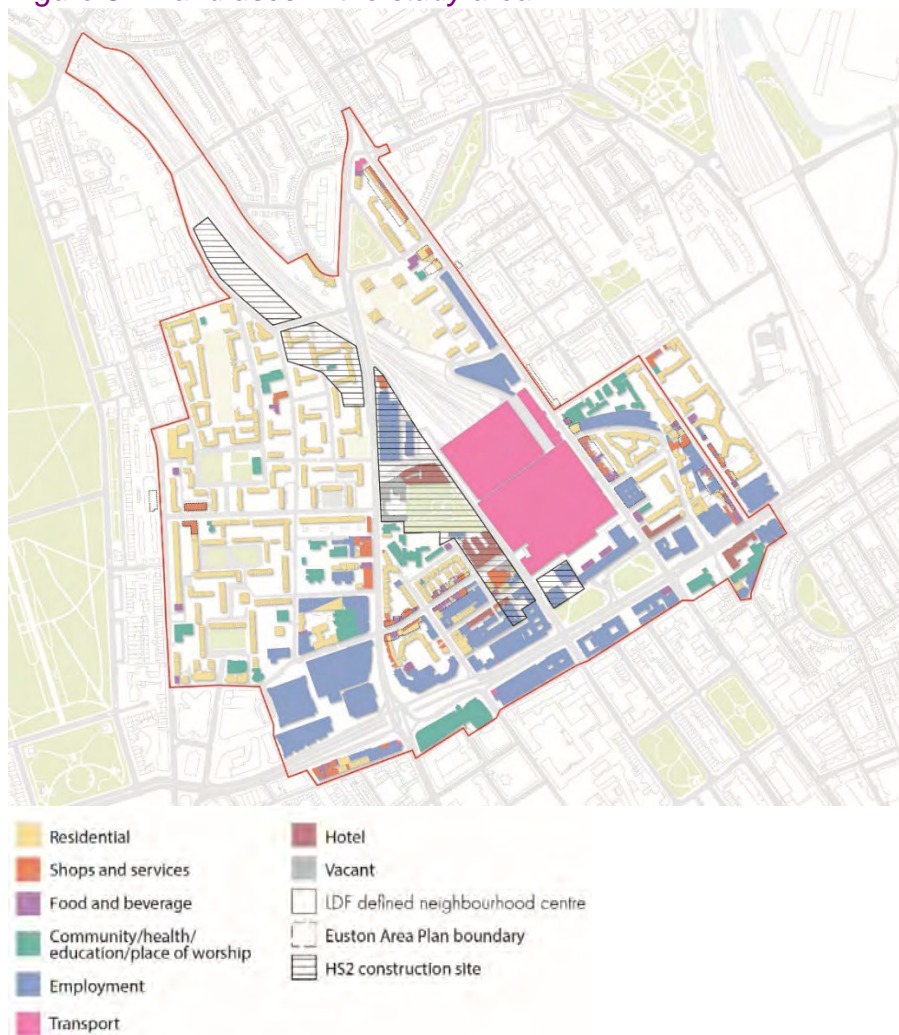 Residential
Shops and services
Food and beverage
Community/health/
education/place of worship
Employment
Transport
Hotel
Vacant
LDF defined neighbourhood centre
Euston Area Plan boundary
HS2 construction site